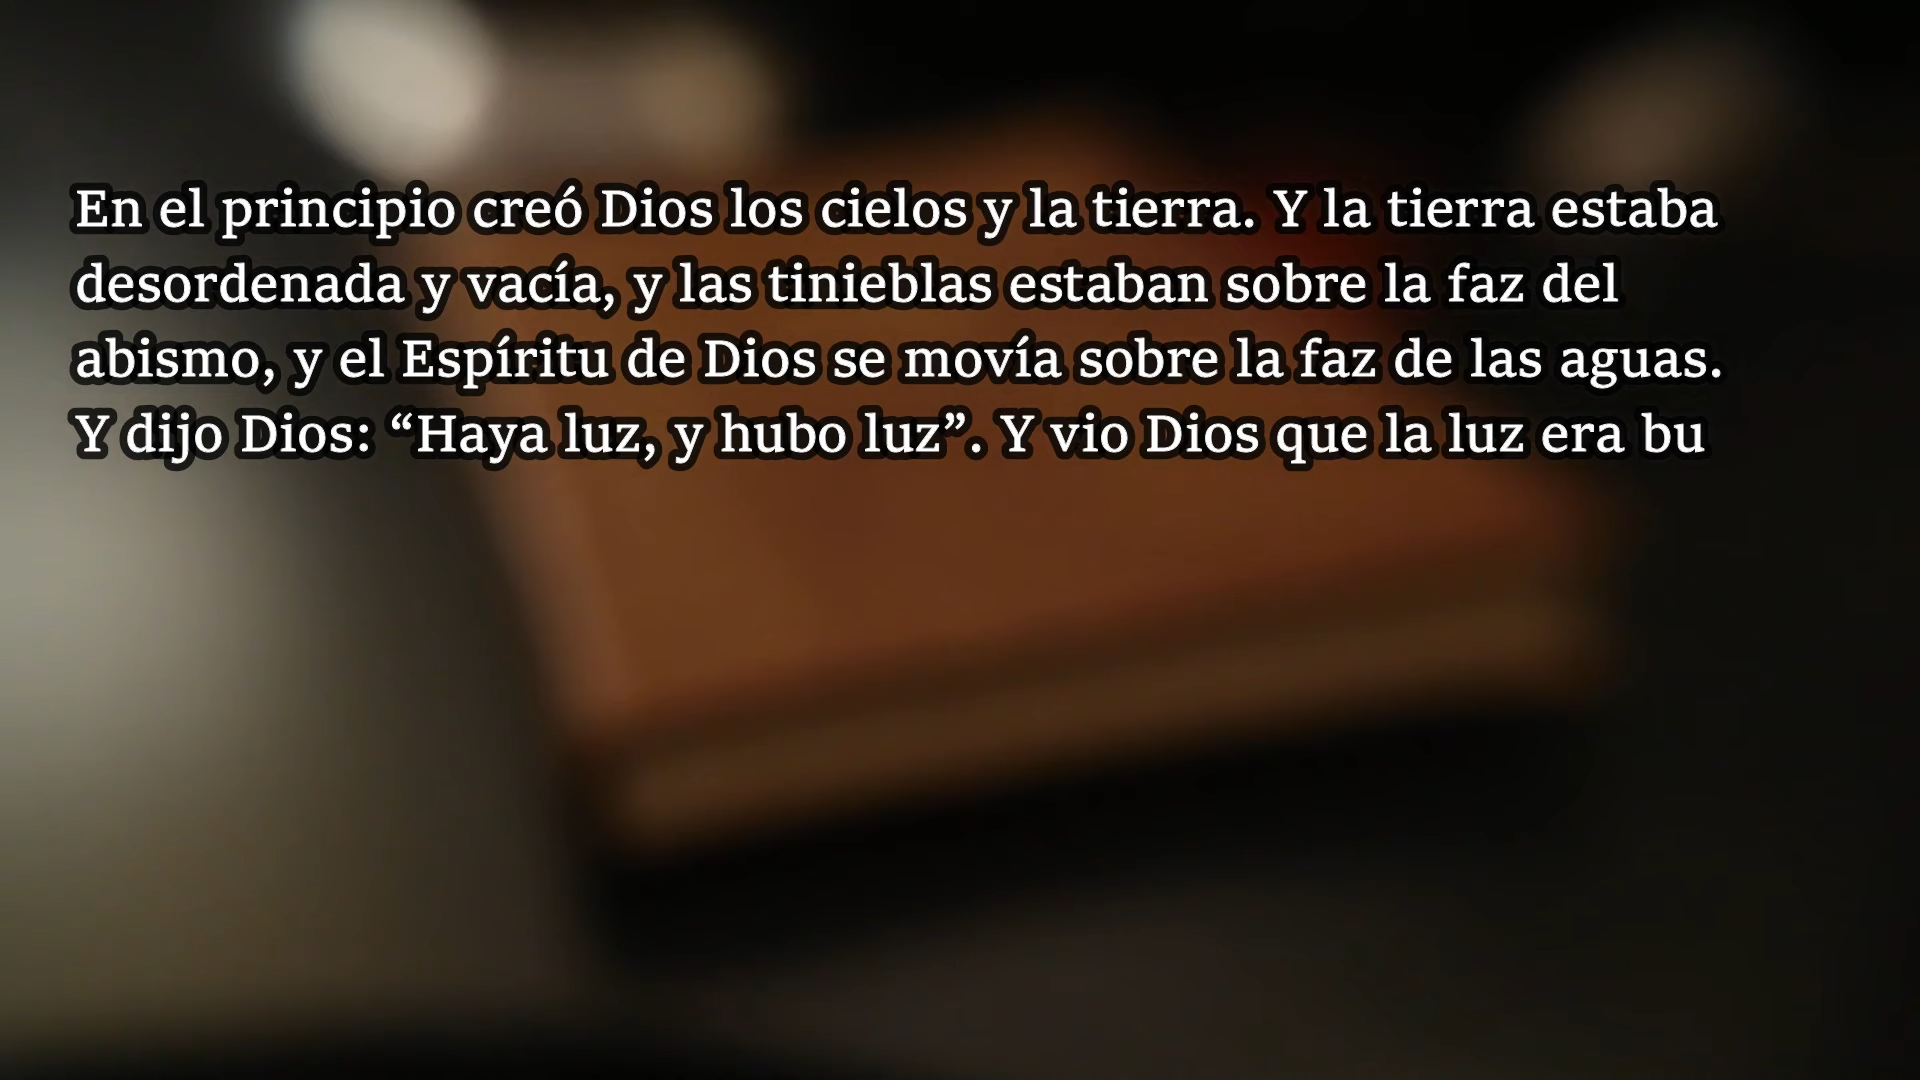 En el principio creó Dios los cielos y la tierra. Y la tierra estaba
desordenada y vacía, y las tinieblas estaban sobre la faz del
abismo, y el Espíritu de Dios se movía sobre la faz de las aguas.
Y dijo Dios: “Haya luz, y hubo luz”. Y vio Dios que la luz era bu